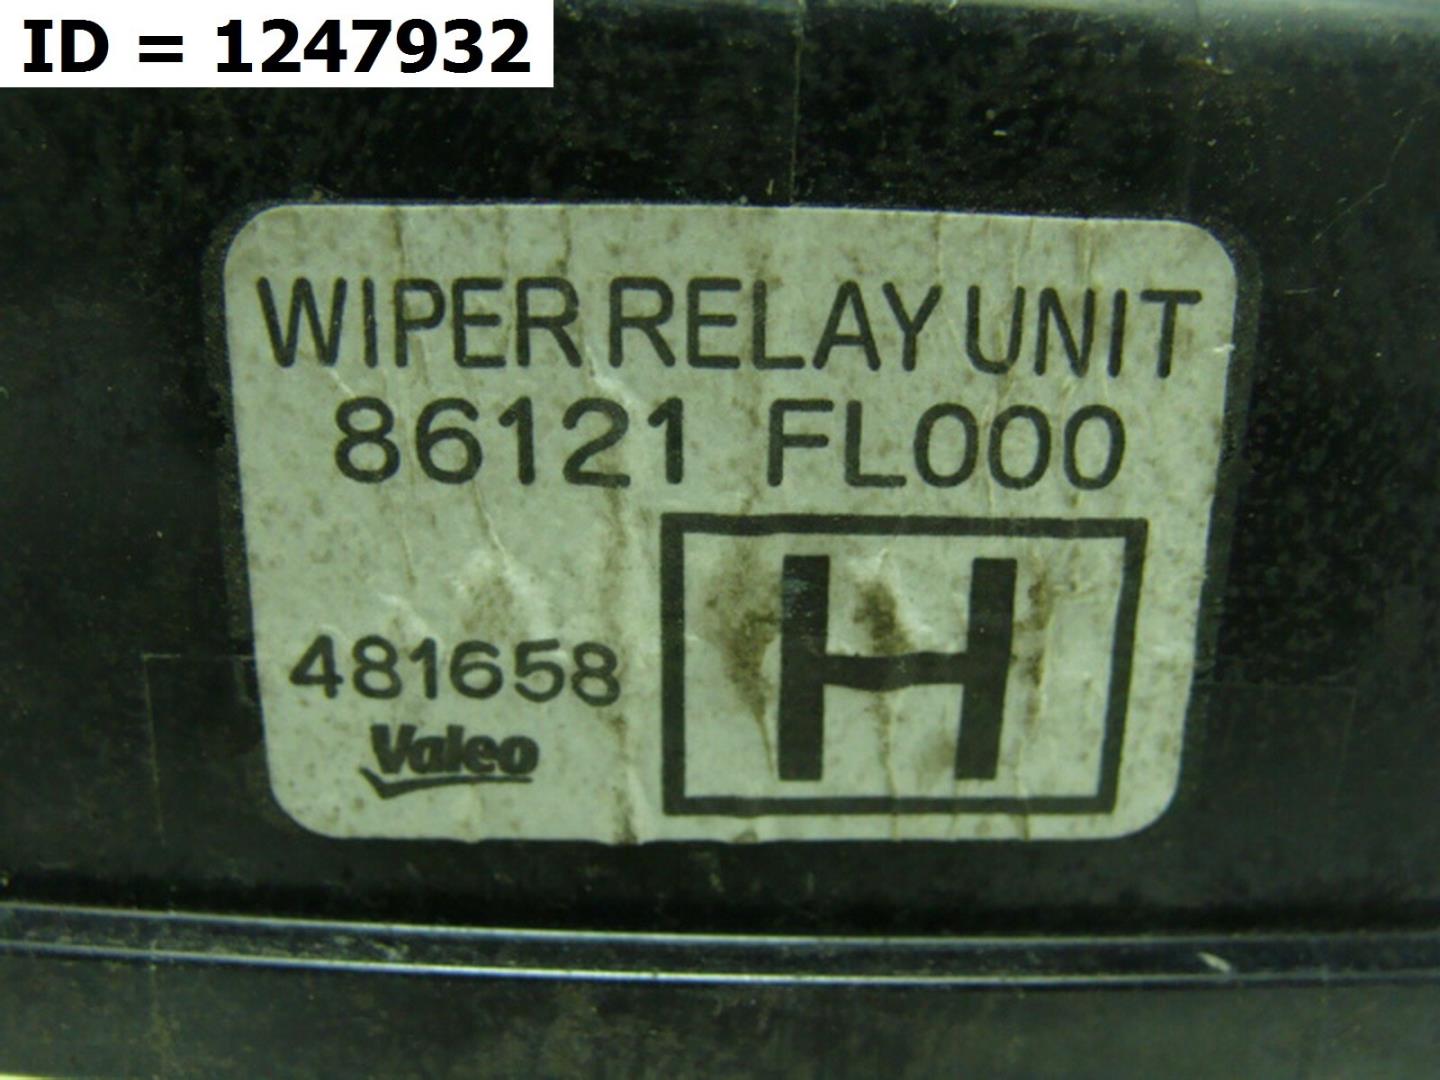 ID = 1247932
WIPER RELAY UNIT
86121 FL000
H
481658
Valeo